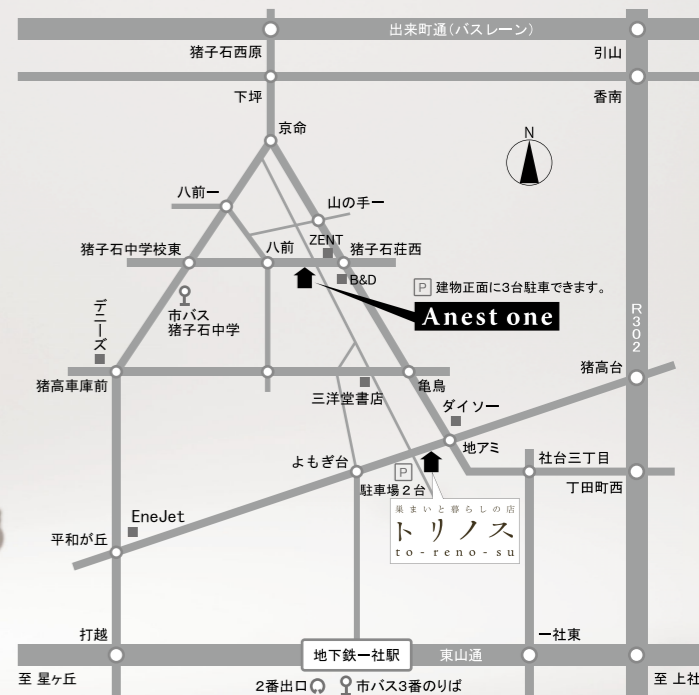 出来町通(バスレーン)
猪子石西原
引山
下坪
香南
京命
N
八前一
山の手一
ZENT
猪子石中学校東
八前
猪子石荘西
B&D
P 建物正面に3台駐車できます。
市バス
猪子石中学
Anest one
デニーズ
R302
猪高台
猪高車庫前
亀鳥
三洋堂書店
ダイソー
地アミ
よもぎ台
社台三丁目
P
駐車場2台
丁田町西
巣まいと暮らしの店
トリノス
to-reno-su
EneJet
平和が丘
打越
一社東
地下鉄一社駅
東山通
至 星ヶ丘
2番出口
市バス3番のりば
至 上社